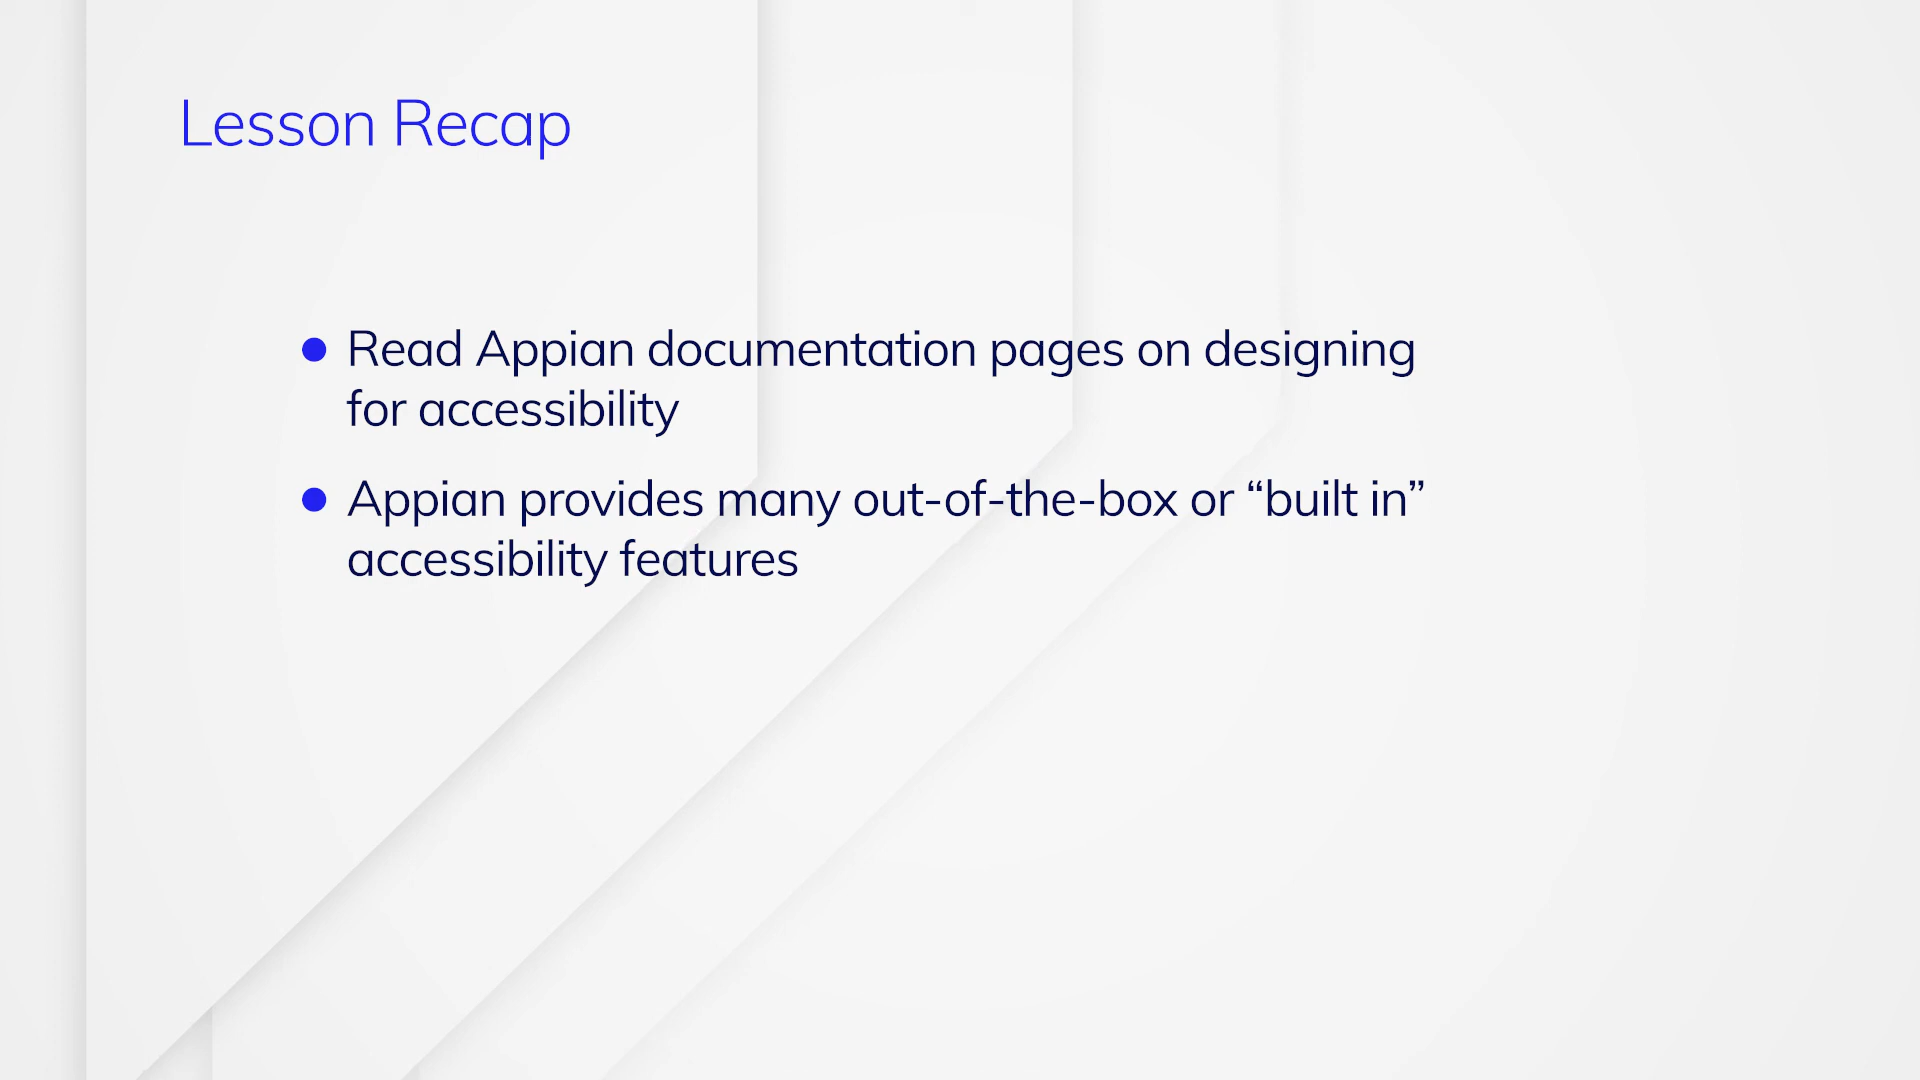 Lesson Recap
● Read Appian documentation pages on designing
for accessibility
● Appian provides many out-of-the-box or “built in”
accessibility features